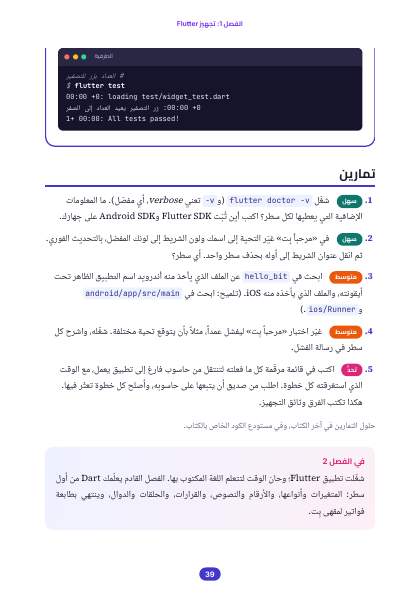 الفصل 1: تجهيز Flutter
الطرفية
# العداد بزر التصفير
$ flutter test
00:00 +0: loading test/widget_test.dart
00:00 +0: زر التصفير يعيد العداد إلى الصفر
00:00 +1: All tests passed!
تمارين
1. سهل شغّل flutter doctor -v (و -v تعني verbose، أي مفصّل). ما المعلومات
الإضافية التي يعطيها لكل سطر؟ اكتب أين ثُبّت Flutter SDK وAndroid SDK على جهازك.
2. سهل في «مرحباً بِت» غيّر التحية إلى اسمك ولون الشريط إلى لونك المفضل، بالتحديث الفوري.
ثم انقل عنوان الشريط إلى أوله بحذف سطر واحد. أي سطر؟
3. متوسط ابحث في hello_bit عن الملف الذي يأخذ منه أندرويد اسم التطبيق الظاهر تحت
أيقونته، والملف الذي يأخذه منه iOS. (تلميح: ابحث في android/app/src/main
و ios/Runner.)
4. متوسط غيّر اختبار «مرحباً بِت» ليفشل عمداً، مثلاً بأن يتوقع تحية مختلفة. شغّله، واشرح كل
سطر في رسالة الفشل.
5. تحدٍّ اكتب في قائمة مرقّمة كل ما فعلته لتنتقل من حاسوب فارغ إلى تطبيق يعمل، مع الوقت
الذي استغرقته كل خطوة. اطلب من صديق أن يتبعها على حاسوبه، وأصلح كل خطوة تعثّر فيها.
هكذا تكتب الفرق وثائق التجهيز.
حلول التمارين في آخر الكتاب، وفي مستودع الكود الخاص بالكتاب.
في الفصل 2
شغّلت تطبيق Flutter؛ وحان الوقت لتتعلم اللغة المكتوب بها. الفصل القادم يعلّمك Dart من أول
سطر: المتغيرات وأنواعها، والأرقام والنصوص، والقرارات، والحلقات والدوال، وينتهي بطابعة
فواتير لمقهى بِت.
39